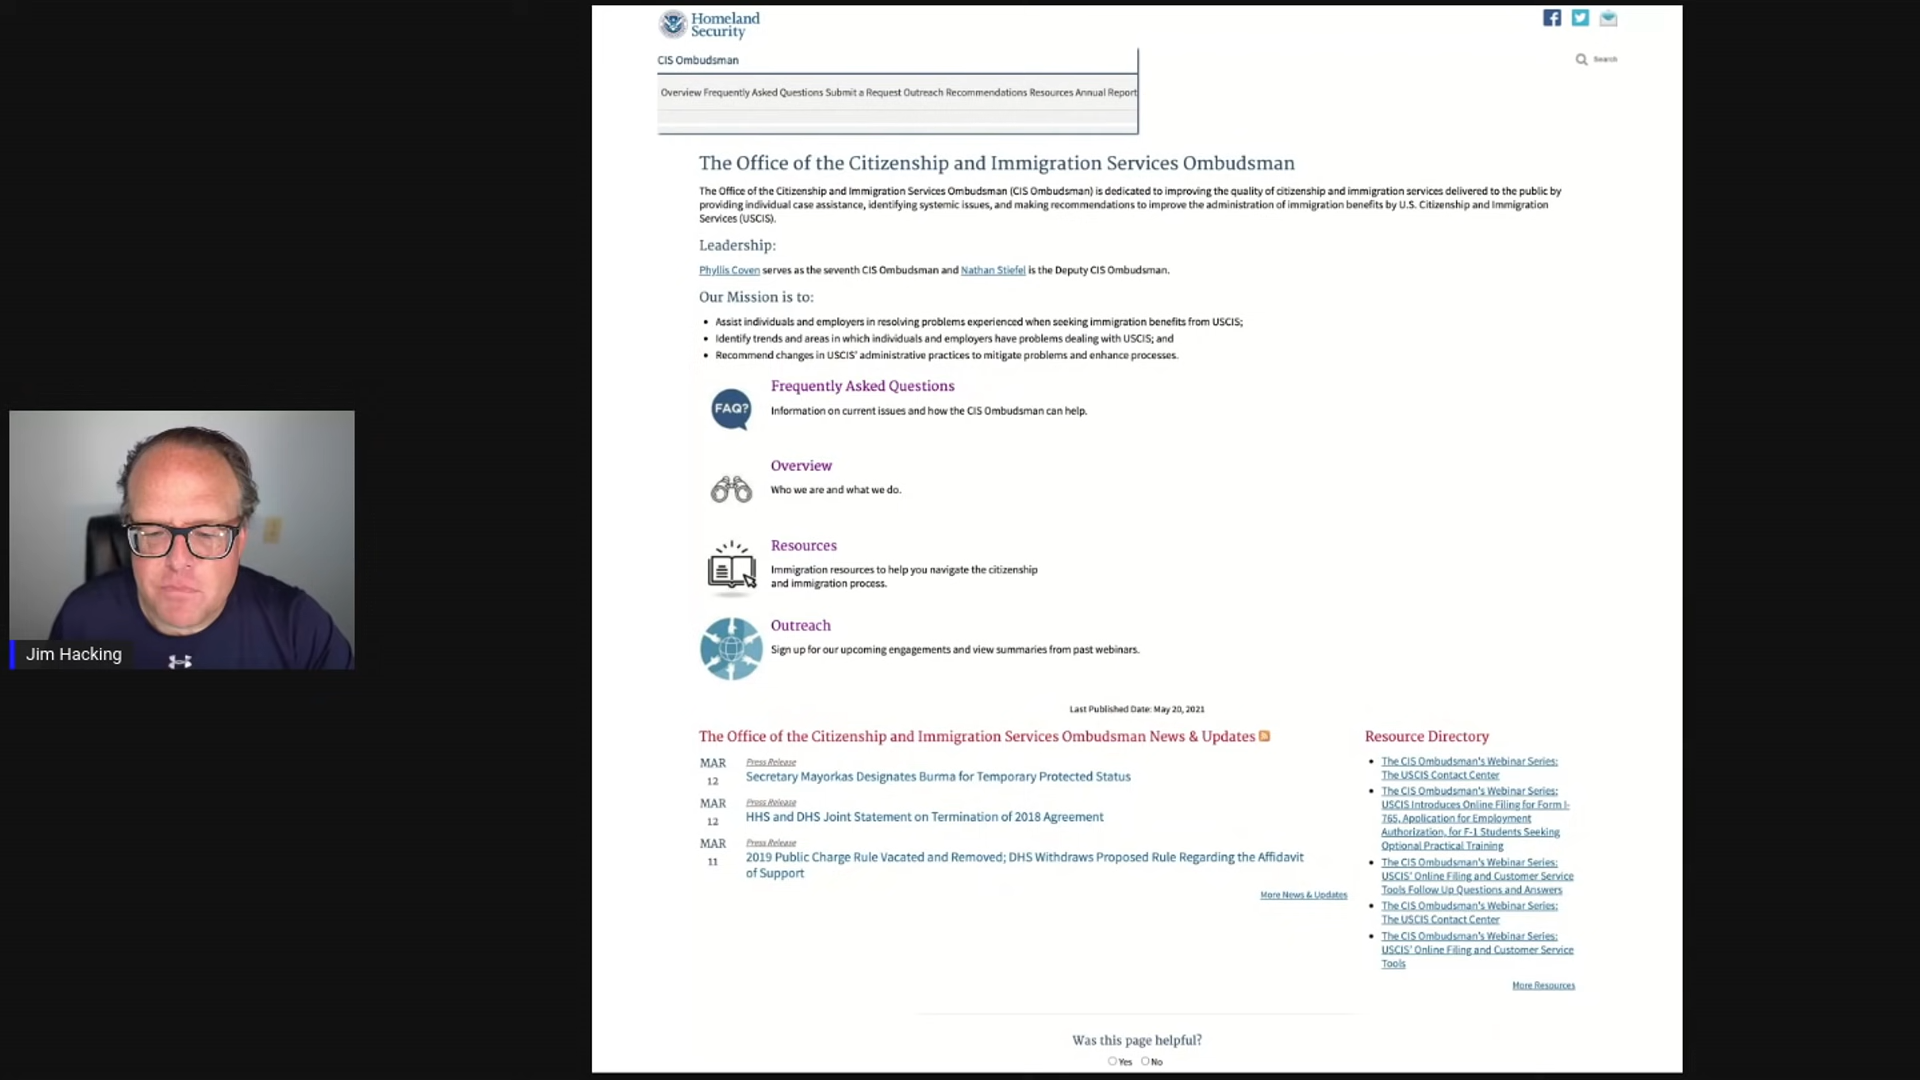 Homeland
Security
CIS Ombudsman
Search
Overview Frequently Asked Questions Submit a Request Outreach Recommendations Resources Annual Report
The Office of the Citizenship and Immigration Services Ombudsman
The Office of the Citizenship and Immigration Services Ombudsman (CIS Ombudsman) is dedicated to improving the quality of citizenship and immigration services delivered to the public by
providing individual case assistance, identifying systemic issues, and making recommendations to improve the administration of immigration benefits by U.S. Citizenship and Immigration
Services (USCIS).
Leadership:
Phyllis Coven serves as the seventh CIS Ombudsman and Nathan Stiefel is the Deputy CIS Ombudsman.
Our Mission is to:
• Assist individuals and employers in resolving problems experienced when seeking immigration benefits from USCIS;
• Identify trends and areas in which individuals and employers have problems dealing with USCIS; and
• Recommend changes in USCIS' administrative practices to mitigate problems and enhance processes.
FAQ?
Frequently Asked Questions
Information on current issues and how the CIS Ombudsman can help.
Overview
Who we are and what we do.
Resources
Immigration resources to help you navigate the citizenship
and immigration process.
Outreach
Sign up for our upcoming engagements and view summaries from past webinars.
Jim Hacking
Last Published Date: May 20, 2021
The Office of the Citizenship and Immigration Services Ombudsman News & Updates
MAR
12
Press Release
Secretary Mayorkas Designates Burma for Temporary Protected Status
MAR
12
Press Release
HHS and DHS Joint Statement on Termination of 2018 Agreement
MAR
11
Press Release
2019 Public Charge Rule Vacated and Removed; DHS Withdraws Proposed Rule Regarding the Affidavit
of Support
More News & Updates
Resource Directory
• The CIS Ombudsman's Webinar Series:
The USCIS Contact Center
• The CIS Ombudsman's Webinar Series:
USCIS Introduces Online Filing for Form I-
765, Application for Employment
Authorization, for F-1 Students Seeking
Optional Practical Training
• The CIS Ombudsman's Webinar Series:
USCIS' Online Filing and Customer Service
Tools Follow Up Questions and Answers
• The CIS Ombudsman's Webinar Series:
The USCIS Contact Center
• The CIS Ombudsman's Webinar Series:
USCIS' Online Filing and Customer Service
Tools
More Resources
Was this page helpful?
Yes No